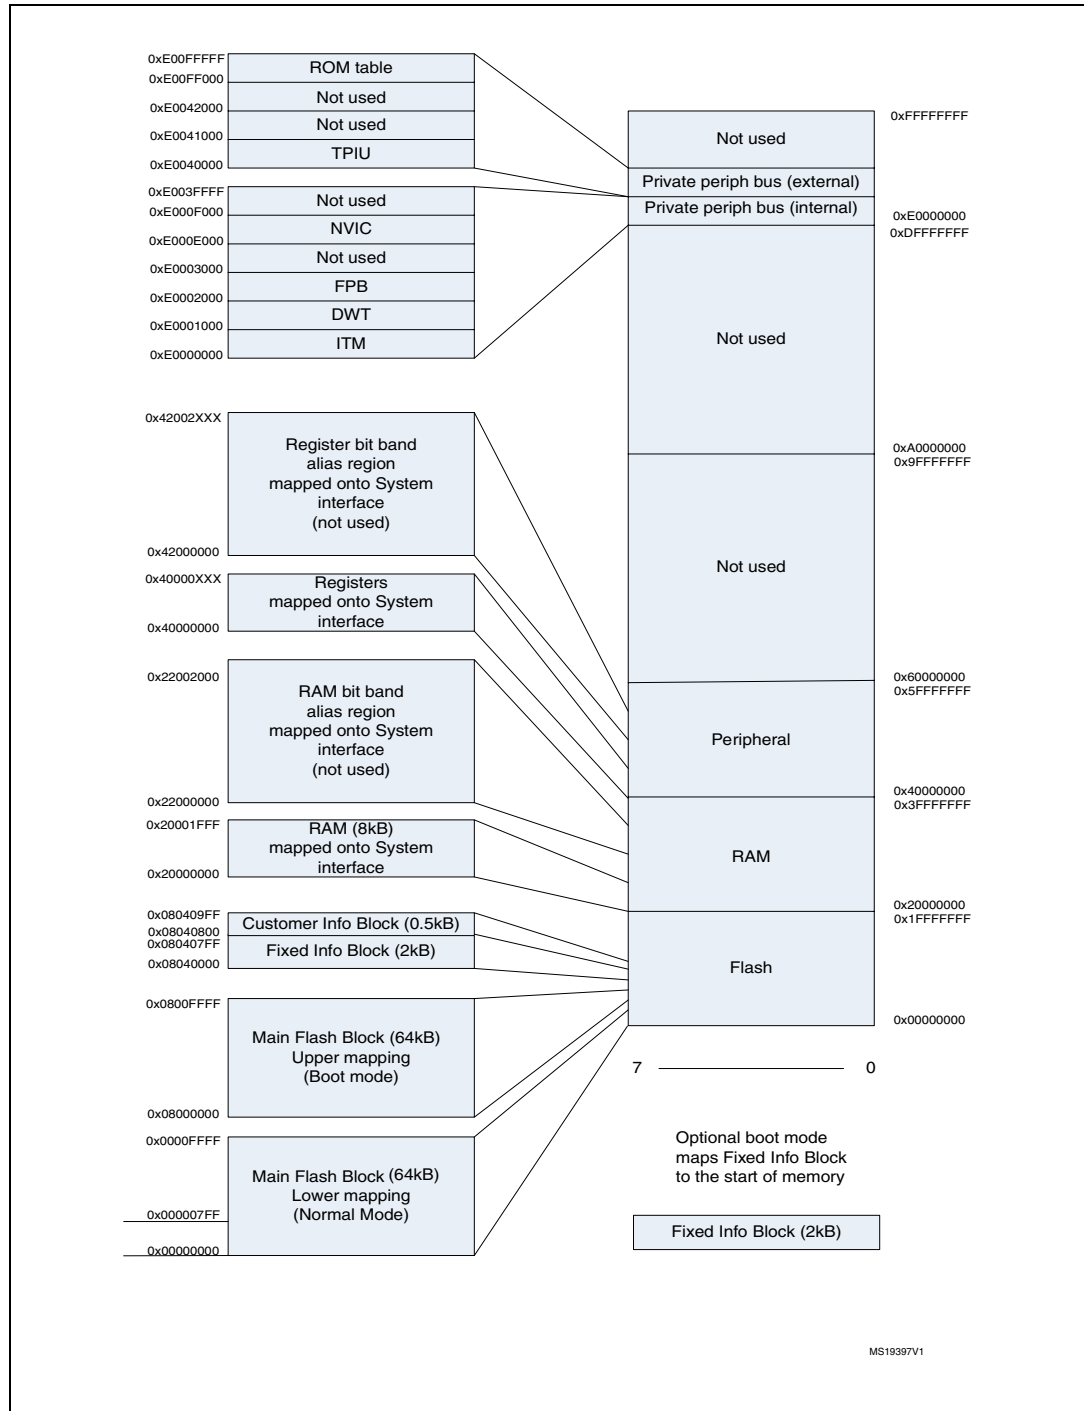 0xE00FFFFF
ROM table
0xE00FF000
Not used
0xE0042000
Not used
0xE0041000
TPIU
0xE0040000
0xE003FFFF
Not used
0xE000F000
NVIC
0xE000E000
Not used
0xE0003000
FPB
0xE0002000
DWT
0xE0001000
ITM
0xE0000000
0x42002XXX
Register bit band
alias region
mapped onto System
interface
(not used)
0x42000000
0x40000XXX
Registers
mapped onto System
interface
0x40000000
0x22002000
RAM bit band
alias region
mapped onto System
interface
(not used)
0x22000000
0x20001FFF
RAM (8kB)
mapped onto System
interface
0x20000000
0x080409FF
Customer Info Block (0.5kB)
0x08040800
0x080407FF
Fixed Info Block (2kB)
0x08040000
0x0800FFFF
Main Flash Block (64kB)
Upper mapping
(Boot mode)
0x08000000
0x0000FFFF
Main Flash Block (64kB)
Lower mapping
(Normal Mode)
0x000007FF
0x00000000
0xFFFFFFFF
Not used
Private periph bus (external)
Private periph bus (internal)
0xE0000000
0xDFFFFFFF
Not used
0xA0000000
0x9FFFFFFF
Not used
0x60000000
0x5FFFFFFF
Peripheral
0x40000000
0x3FFFFFFF
RAM
0x20000000
0x1FFFFFFF
Flash
0x00000000
7 0
Optional boot mode
maps Fixed Info Block
to the start of memory
Fixed Info Block (2kB)
MS19397V1